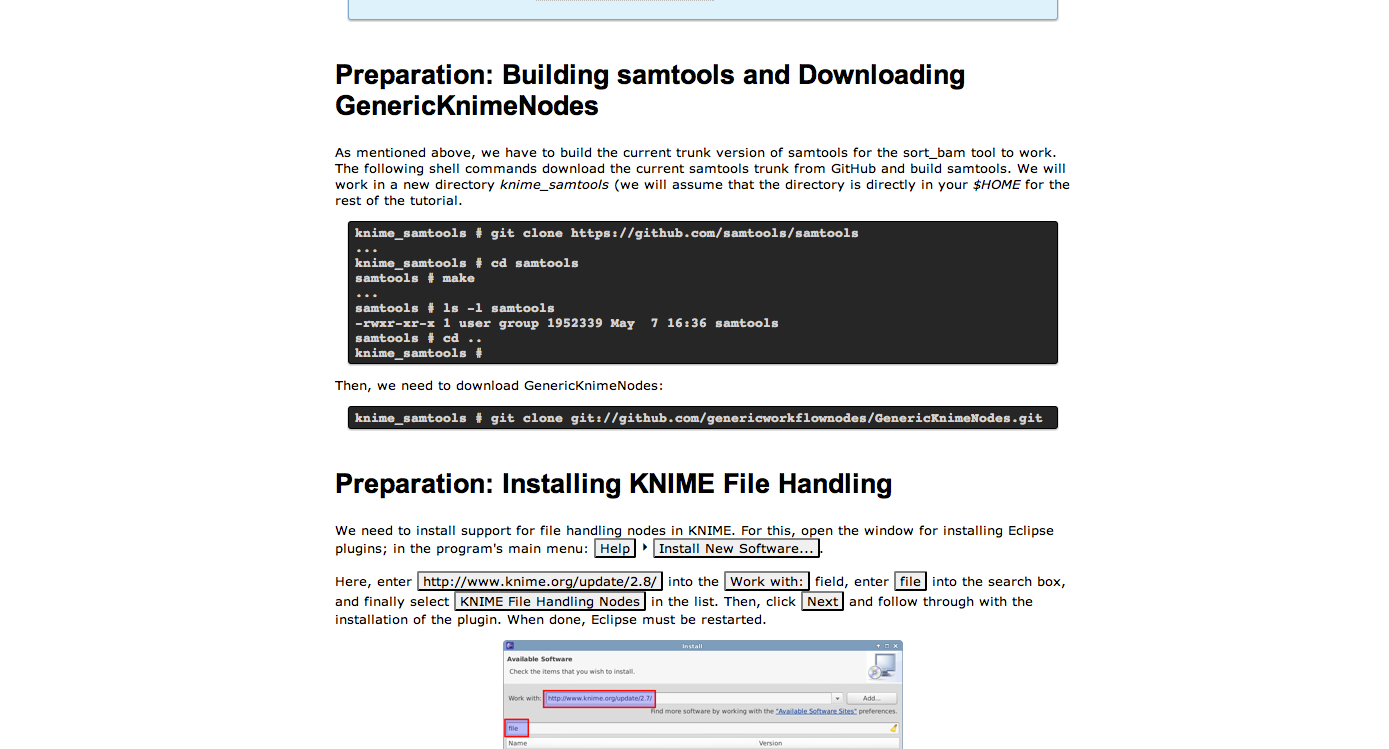 Preparation: Building samtools and Downloading
GenericKnimeNodes
As mentioned above, we have to build the current trunk version of samtools for the sort_bam tool to work.
The following shell commands download the current samtools trunk from GitHub and build samtools. We will
work in a new directory knime_samtools (we will assume that the directory is directly in your $HOME for the
rest of the tutorial.
knime_samtools # git clone https://github.com/samtools/samtools
...
knime_samtools # cd samtools
samtools # make
...
samtools # ls -l samtools
-rwxr-xr-x 1 user group 1952339 May  7 16:36 samtools
samtools # cd ..
knime_samtools #
Then, we need to download GenericKnimeNodes:
knime_samtools # git clone git://github.com/genericworkflownodes/GenericKnimeNodes.git
Preparation: Installing KNIME File Handling
We need to install support for file handling nodes in KNIME. For this, open the window for installing Eclipse
plugins; in the program's main menu: Help ‣ Install New Software... .
Here, enter http://www.knime.org/update/2.8/ into the Work with: field, enter file into the search box,
and finally select KNIME File Handling Nodes in the list. Then, click Next and follow through with the
installation of the plugin. When done, Eclipse must be restarted.
Install
Available Software
Check the items that you wish to install.
Work with: http://www.knime.org/update/2.7/ Add...
Find more software by working with the "Available Software Sites" preferences.
file
Name Version